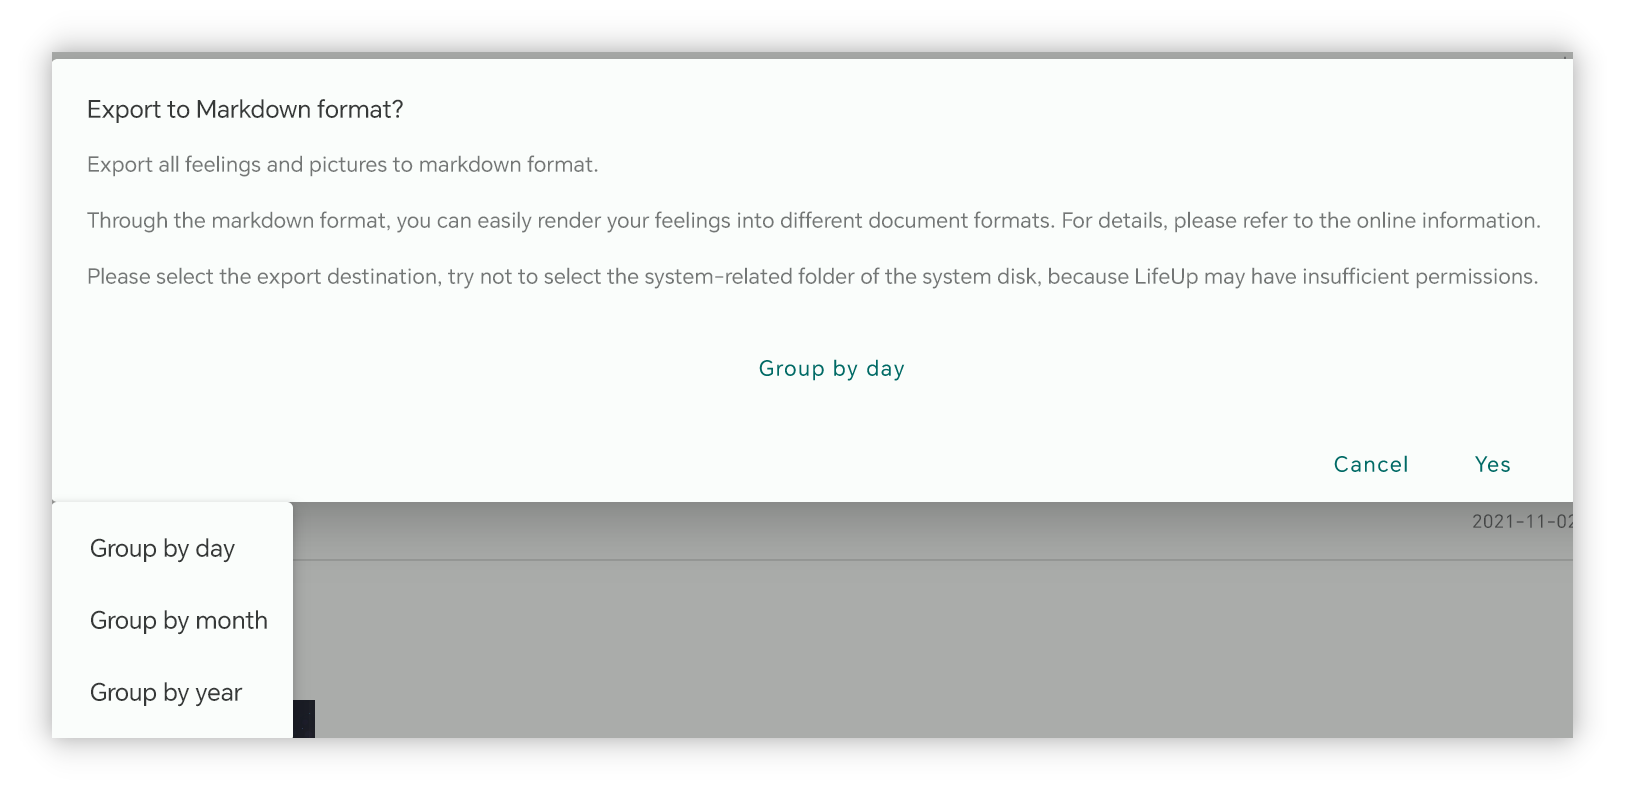 Export to Markdown format?
Export all feelings and pictures to markdown format.
Through the markdown format, you can easily render your feelings into different document formats. For details, please refer to the online information.
Please select the export destination, try not to select the system-related folder of the system disk, because LifeUp may have insufficient permissions.
Group by day
Cancel Yes
2021-11-02
Group by day
Group by month
Group by year